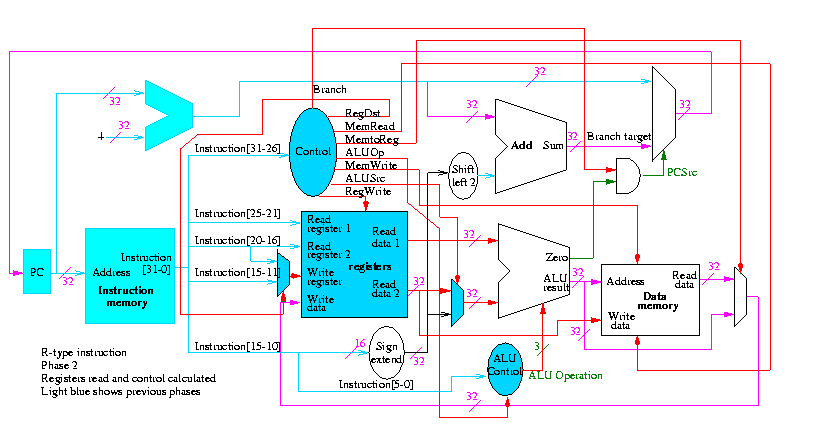 Branch
32
32
32
4
32
RegDst
MemRead
MemtoReg
ALUOp
MemWrite
ALUSrc
RegWrite
Control
Instruction[31-26]
32
32
Add Sum
32
Branch target
PCSrc
Shift
left 2
Instruction[25-21]
Instruction[20-16]
Instruction[15-11]
Read
register 1
Read
register 2
Write
register
Write
data
registers
Read
data 1
Read
data 2
32
32
32
Zero
ALU
result
32
32
PC
32
Address
Instruction
[31-0]
Instruction
memory
Address
Read
data
Data
memory
Write
data
32
Instruction[15-10]
16
Sign
extend
32
Instruction[5-0]
ALU
Control
3
ALU Operation
32
R-type instruction
Phase 2
Registers read and control calculated
Light blue shows previous phases